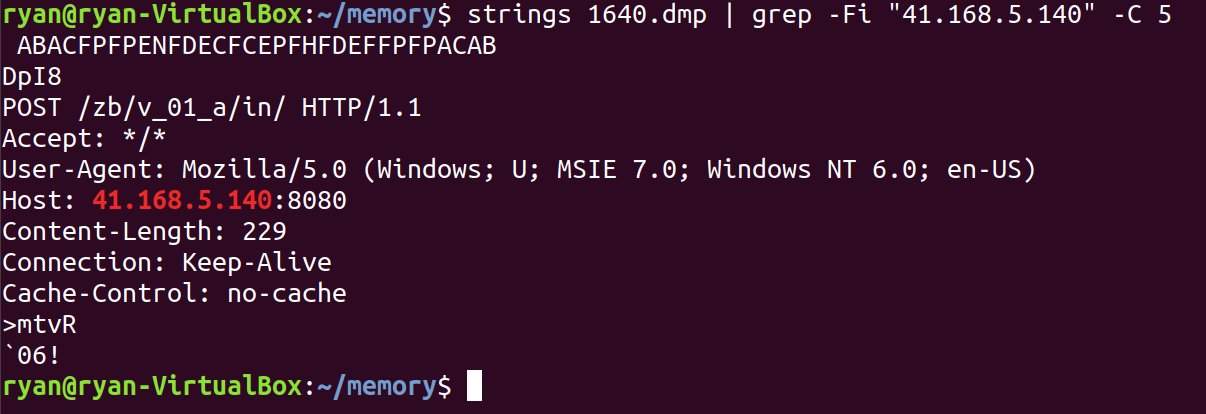 ryan@ryan-VirtualBox:~/memory$ strings 1640.dmp | grep -Fi "41.168.5.140" -C 5
 ABACFPFPENFDECFCEPFHFDEFFPFPACAB
DpI8
POST /zb/v_01_a/in/ HTTP/1.1
Accept: */*
User-Agent: Mozilla/5.0 (Windows; U; MSIE 7.0; Windows NT 6.0; en-US)
Host: 41.168.5.140:8080
Content-Length: 229
Connection: Keep-Alive
Cache-Control: no-cache
>mtvR
`06!
ryan@ryan-VirtualBox:~/memory$